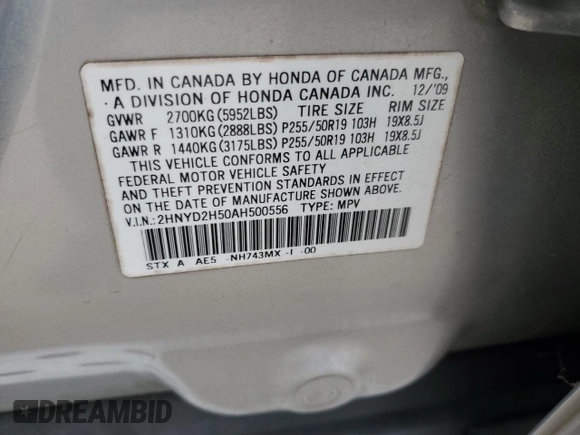 MFD. IN CANADA BY HONDA OF CANADA MFG.,
A DIVISION OF HONDA CANADA INC. 12/'09
GVWR 2700KG(5952LBS) TIRE SIZE RIM SIZE
GAWR F 1310KG(2888LBS) P255/50R19 103H 19X8.5J
GAWR R 1440KG(3175LBS) P255/50R19 103H 19X8.5J
THIS VEHICLE CONFORMS TO ALL APPLICABLE
FEDERAL MOTOR VEHICLE SAFETY
AND THEFT PREVENTION STANDARDS IN EFFECT
ON THE DATE OF MANUFACTURE SHOWN ABOVE.
V.I.N.: 2HNYD2H50AH500556 TYPE: MPV
STX A AE5 -NH743MX -I -00
DREAMBID